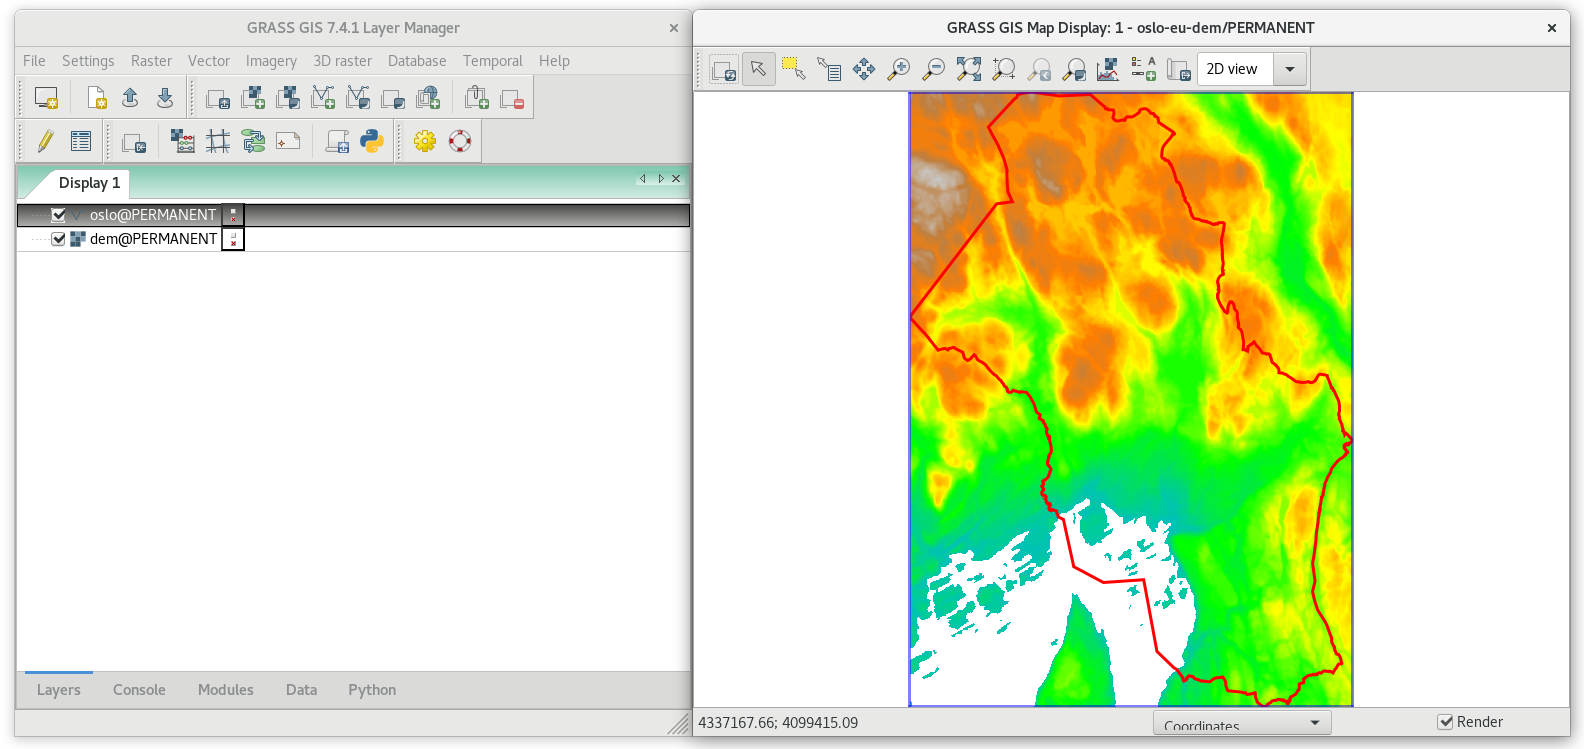 GRASS GIS 7.4.1 Layer Manager
File Settings Raster Vector Imagery 3D raster Database Temporal Help
Display 1
oslo@PERMANENT
dem@PERMANENT
Layers Console Modules Data Python
GRASS GIS Map Display: 1 - oslo-eu-dem/PERMANENT
2D view
4337167.66; 4099415.09
Coordinates
Render